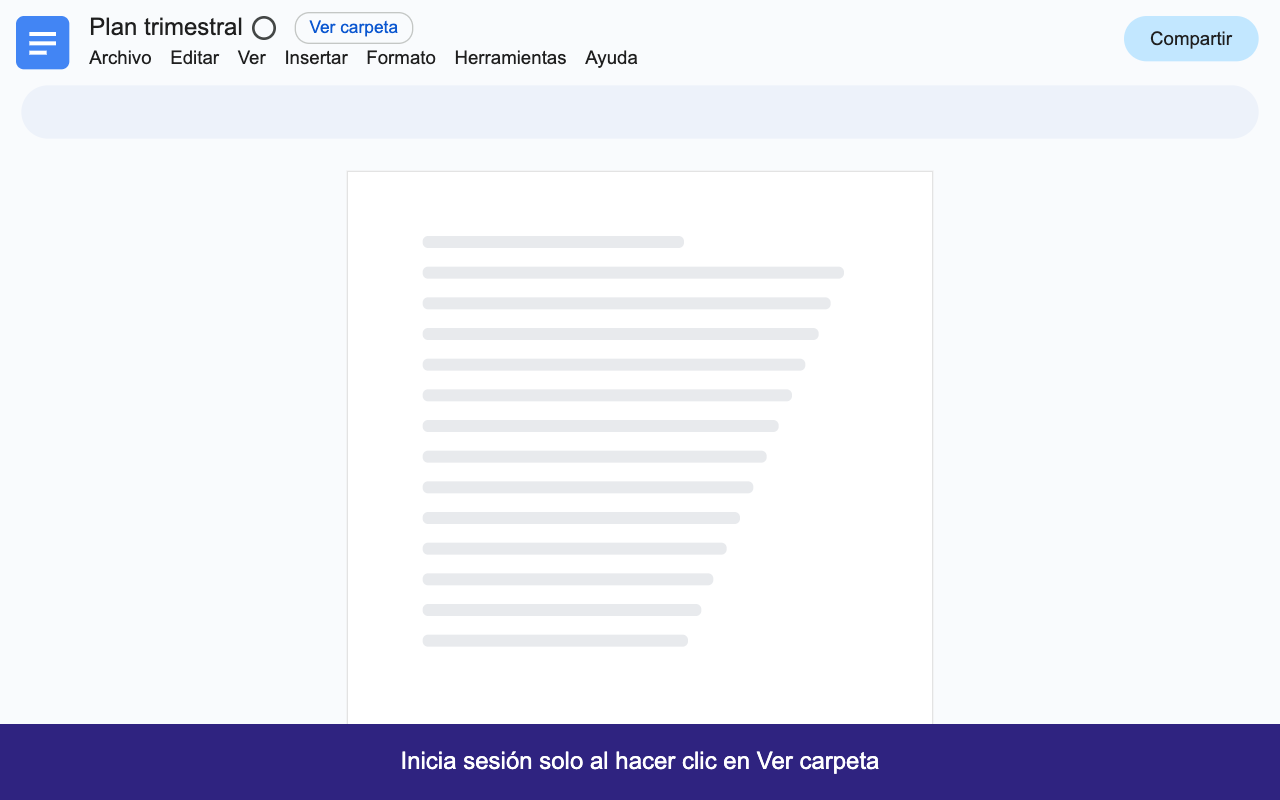 Plan trimestral Ver carpeta
Archivo Editar Ver Insertar Formato Herramientas Ayuda
Compartir
Inicia sesión solo al hacer clic en Ver carpeta